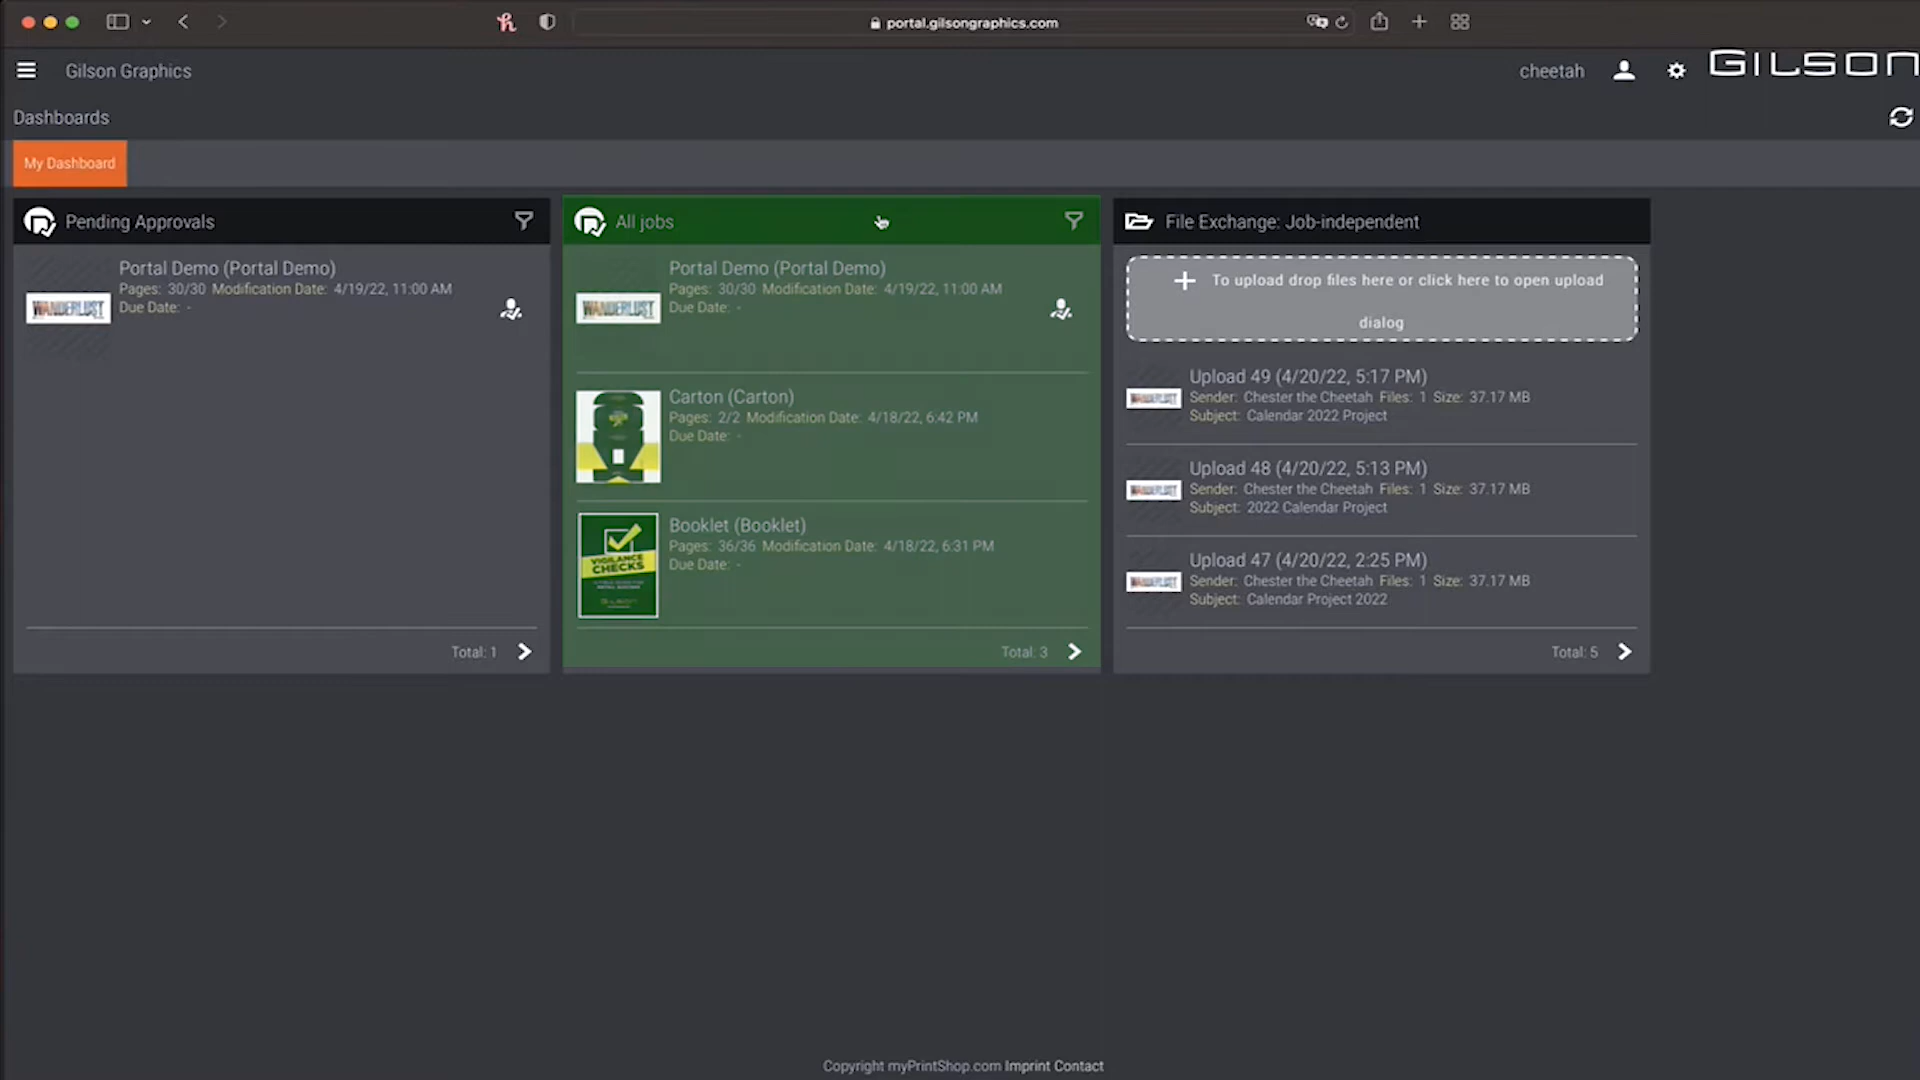 portal.gilsongraphics.com
Gilson Graphics
cheetah
GILSON
Dashboards
My Dashboard
Pending Approvals
Portal Demo (Portal Demo)
Pages: 30/30 Modification Date: 4/19/22, 11:00 AM
Due Date: -
WANDERLUST
Total: 1
All jobs
Portal Demo (Portal Demo)
Pages: 30/30 Modification Date: 4/19/22, 11:00 AM
Due Date: -
WANDERLUST
Carton (Carton)
Pages: 2/2 Modification Date: 4/18/22, 6:42 PM
Due Date: -
Booklet (Booklet)
Pages: 36/36 Modification Date: 4/18/22, 6:31 PM
Due Date: -
VIGILANCE
CHECKS
Total: 3
File Exchange: Job-independent
To upload drop files here or click here to open upload
dialog
Upload 49 (4/20/22, 5:17 PM)
Sender: Chester the Cheetah Files: 1 Size: 37.17 MB
Subject: Calendar 2022 Project
WANDERLUST
Upload 48 (4/20/22, 5:13 PM)
Sender: Chester the Cheetah Files: 1 Size: 37.17 MB
Subject: 2022 Calendar Project
WANDERLUST
Upload 47 (4/20/22, 2:25 PM)
Sender: Chester the Cheetah Files: 1 Size: 37.17 MB
Subject: Calendar Project 2022
WANDERLUST
Total: 5
Copyright myPrintShop.com Imprint Contact